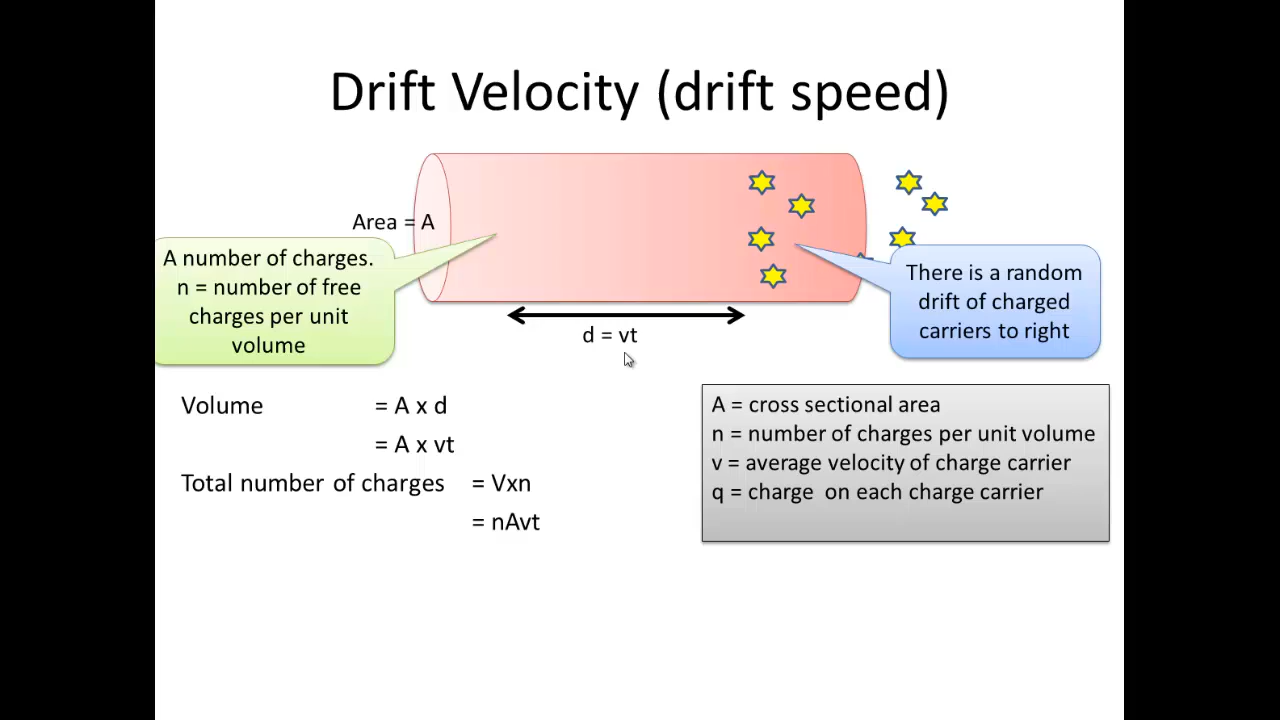 Drift Velocity (drift speed)
Area = A
A number of charges.
n = number of free
charges per unit
volume
There is a random
drift of charged
carriers to right
d = vt
Volume = A x d
= A x vt
Total number of charges = Vxn
= nAvt
A = cross sectional area
n = number of charges per unit volume
v = average velocity of charge carrier
q = charge on each charge carrier